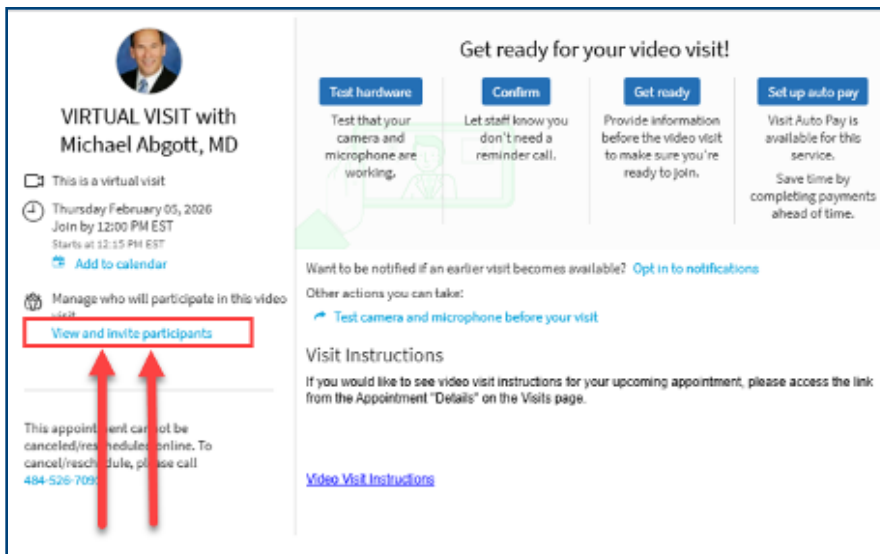 VIRTUAL VISIT with
Michael Abgott, MD
This is a virtual visit
Thursday February 05, 2026
Join by 12:00 PM EST
Starts at 12:15 PM EST
Add to calendar
Manage who will participate in this video
visit
View and invite participants
This appointment cannot be
canceled/rescheduled online. To
cancel/reschedule, please call
484-526-709
Get ready for your video visit!
Test hardware
Test that your
camera and
microphone are
working.
Confirm
Let staff know you
don't need a
reminder call.
Get ready
Provide information
before the video visit
to make sure you're
ready to join.
Set up auto pay
Visit Auto Pay is
available for this
service.
Save time by
completing payments
ahead of time.
Want to be notified if an earlier visit becomes available? Opt in to notifications
Other actions you can take:
Test camera and microphone before your visit
Visit Instructions
If you would like to see video visit instructions for your upcoming appointment, please access the link
from the Appointment "Details" on the Visits page.
Video Visit Instructions